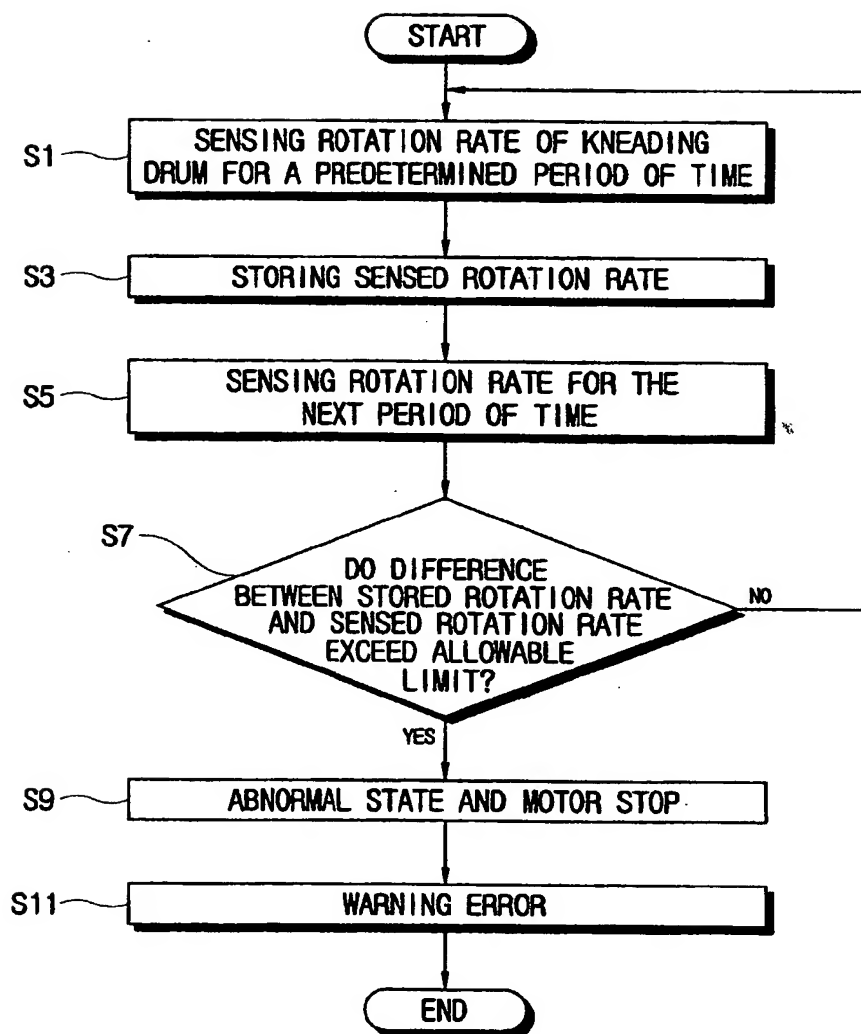 START
S1
SENSING ROTATION RATE OF KNEADING
DRUM FOR A PREDETERMINED PERIOD OF TIME
S3
STORING SENSED ROTATION RATE
S5
SENSING ROTATION RATE FOR THE
NEXT PERIOD OF TIME
S7
DO DIFFERENCE
BETWEEN STORED ROTATION RATE
AND SENSED ROTATION RATE
EXCEED ALLOWABLE
LIMIT?
NO
YES
S9
ABNORMAL STATE AND MOTOR STOP
S11
WARNING ERROR
END